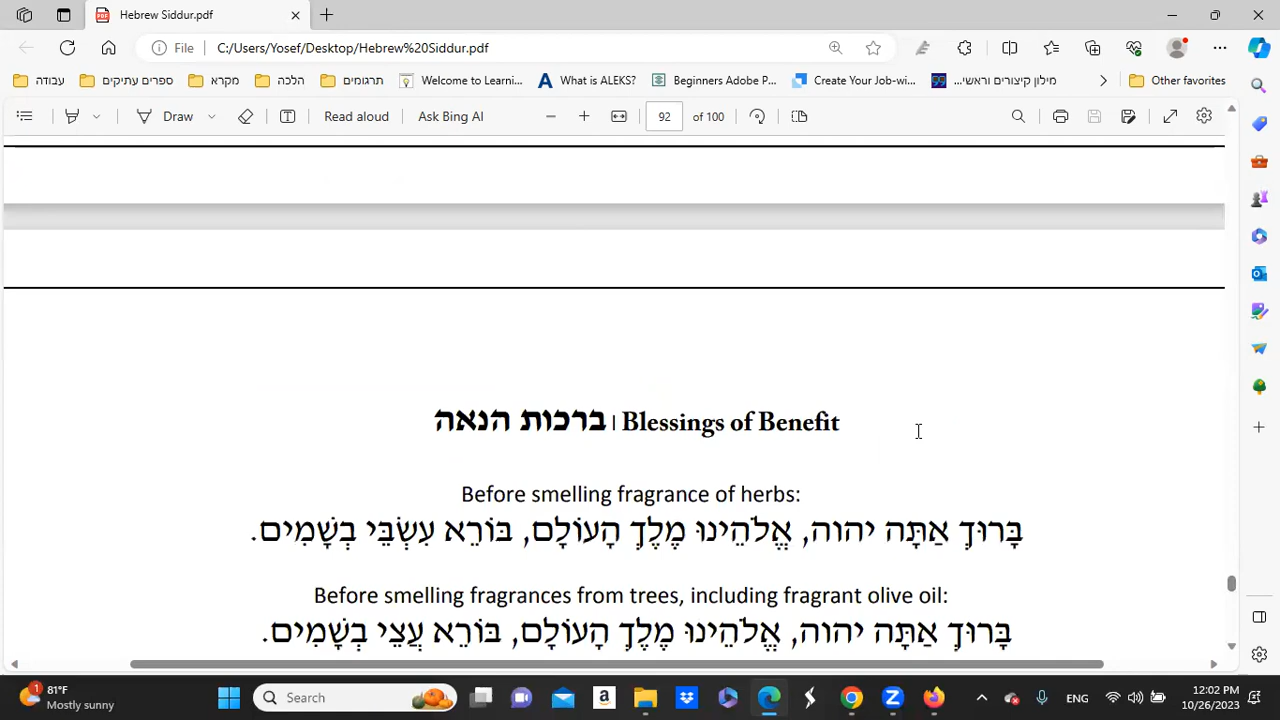 Hebrew Siddur.pdf
File C:/Users/Yosef/Desktop/Hebrew%20Siddur.pdf
עבודה ספרים עתיקים מקרא הלכה תרגומים Welcome to Learni... What is ALEKS? Beginners Adobe P... Create Your Job-wi... מילון קיצורים וראשי... Other favorites
Draw Read aloud Ask Bing AI 92 of 100
ברכות הנאה | Blessings of Benefit
Before smelling fragrance of herbs:
בָּרוּךְ אַתָּה יהוה, אֱלֹהֵינוּ מֶלֶךְ הָעוֹלָם, בּוֹרֵא עִשְׂבֵּי בְשָׂמִים.
Before smelling fragrances from trees, including fragrant olive oil:
בָּרוּךְ אַתָּה יהוה, אֱלֹהֵינוּ מֶלֶךְ הָעוֹלָם, בּוֹרֵא עֲצֵי בְשָׂמִים.
1 81°F
Mostly sunny
Search
ENG
12:02 PM
10/26/2023